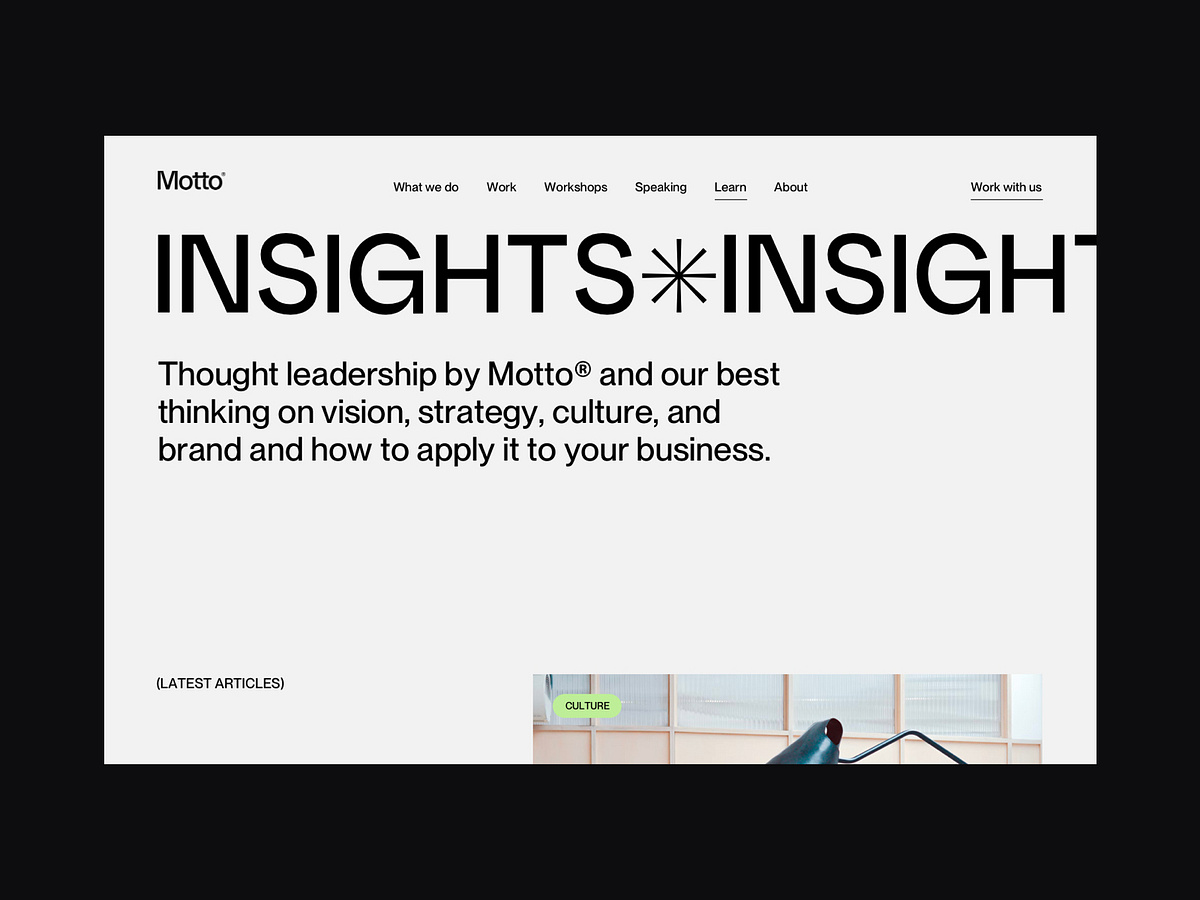 Motto®
What we do Work Workshops Speaking Learn About Work with us
INSIGHTS✳INSIGHT
Thought leadership by Motto® and our best
thinking on vision, strategy, culture, and
brand and how to apply it to your business.
(LATEST ARTICLES)
CULTURE